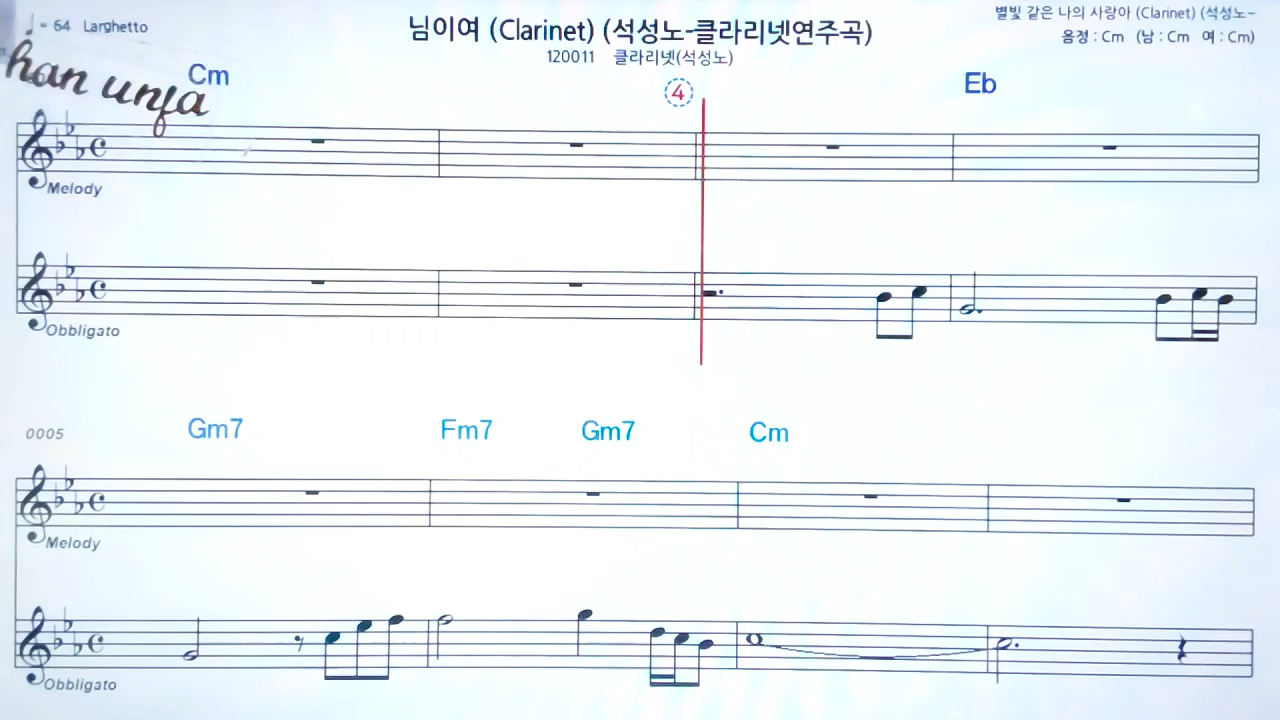 ♩ = 64 Larghetto
님이여 (Clarinet) (석성노-클라리넷연주곡)
별빛 같은 나의 사랑아 (Clarinet) (석성노-
120011 클라리넷(석성노)
음정 : Cm (남 : Cm 여 : Cm)
han unja
Cm
④
Eb
Melody
Obbligato
0005
Gm7 Fm7 Gm7 Cm
Melody
Obbligato